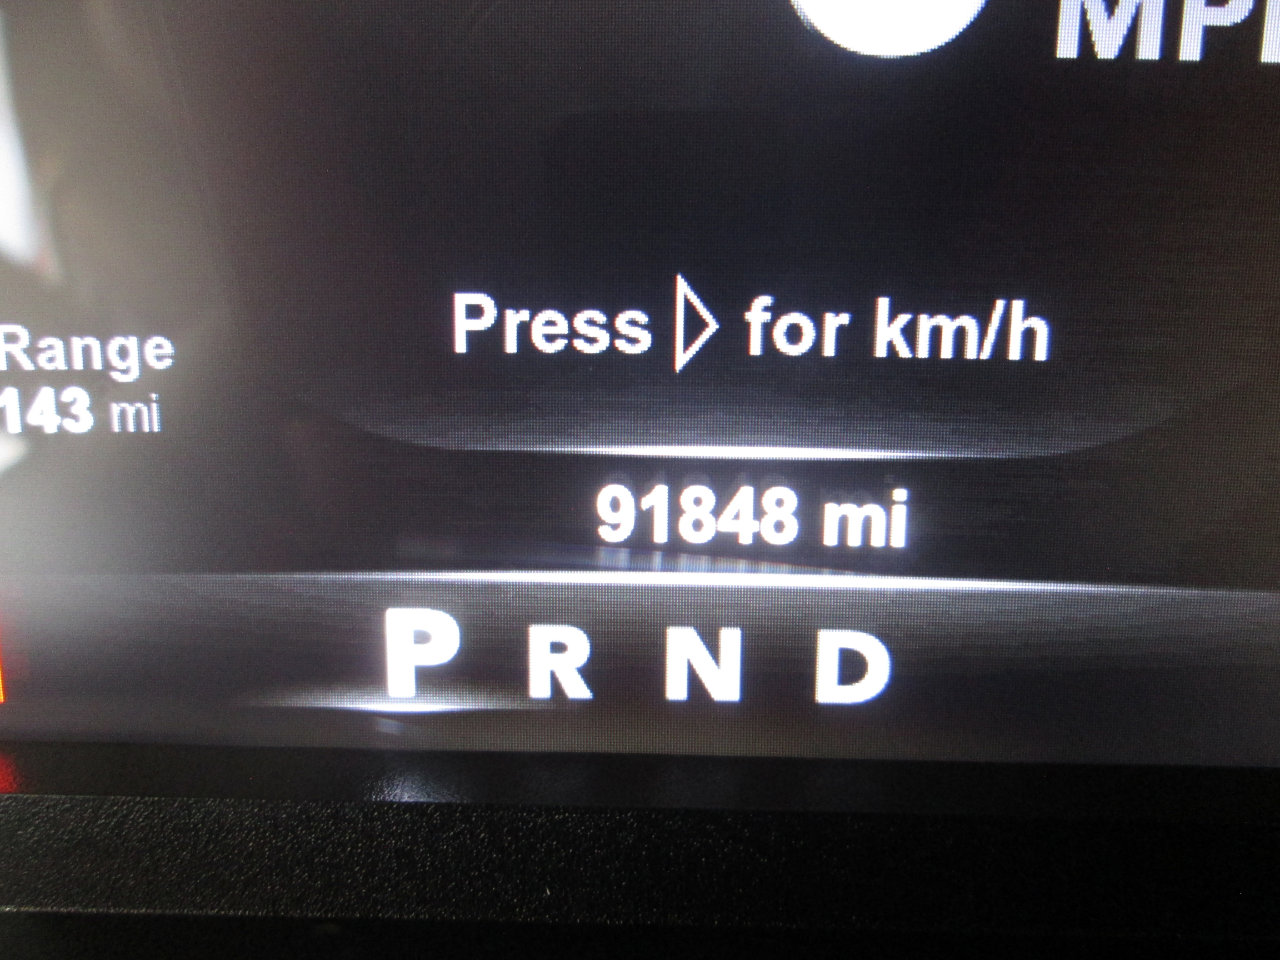 Press ▷ for km/h
Range
143 mi
91848 mi
P R N D